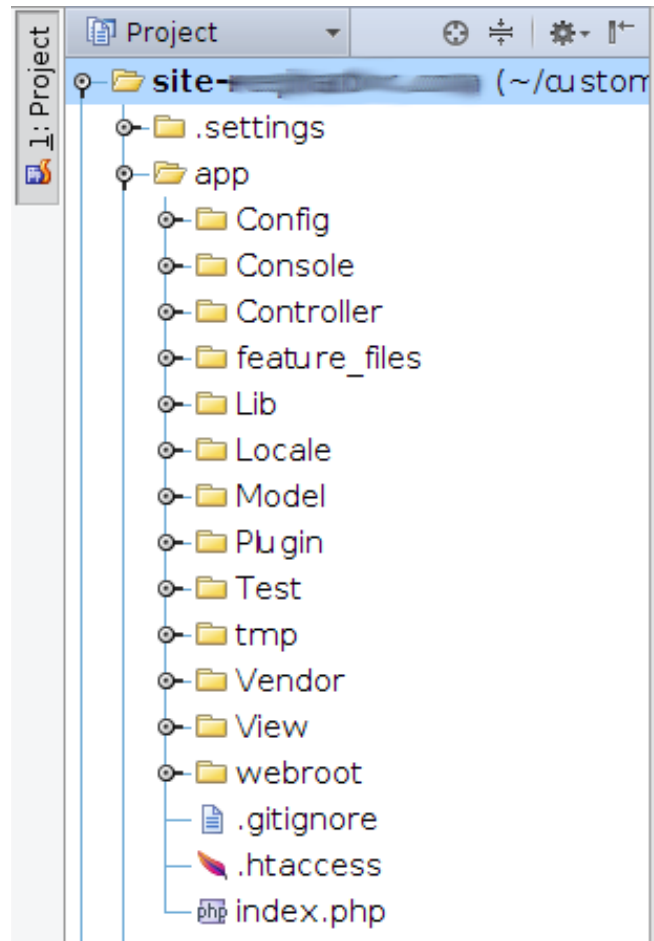 1: Project
Project
site- (~/custom
.settings
app
Config
Console
Controller
feature_files
Lib
Locale
Model
Plugin
Test
tmp
Vendor
View
webroot
.gitignore
.htaccess
php index.php